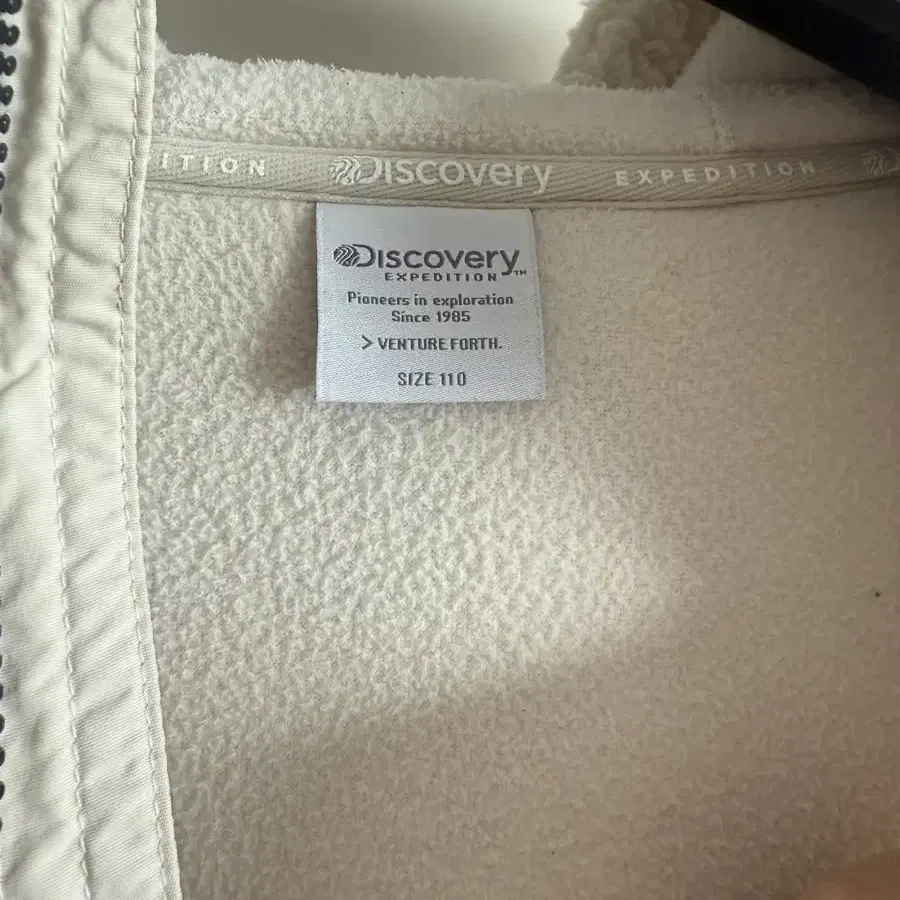 ITION DISCOVERY EXPEDITION
DISCOVERY
EXPEDITION™
Pioneers in exploration
Since 1985
> VENTURE FORTH.
SIZE 110